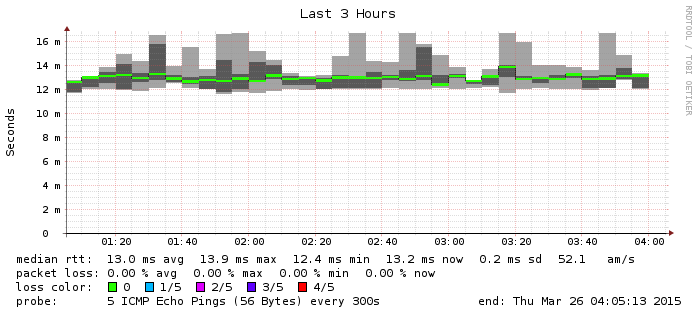 Last 3 Hours
RRDTOOL / TOBI OETIKER
Seconds
16 m
14 m
12 m
10 m
8 m
6 m
4 m
2 m
0
01:20 01:40 02:00 02:20 02:40 03:00 03:20 03:40 04:00
median rtt: 13.0 ms avg 13.9 ms max 12.4 ms min 13.2 ms now 0.2 ms sd 52.1 am/s
packet loss: 0.00 % avg 0.00 % max 0.00 % min 0.00 % now
loss color: 0 1/5 2/5 3/5 4/5
probe: 5 ICMP Echo Pings (56 Bytes) every 300s end: Thu Mar 26 04:05:13 2015